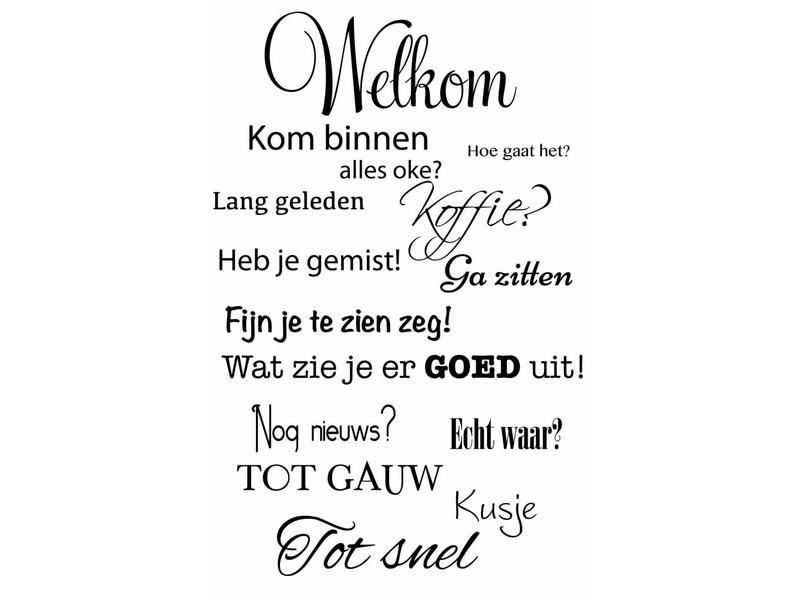 Welkom
Kom binnen
Hoe gaat het?
alles oke?
Lang geleden
Koffie?
Heb je gemist!
Ga zitten
Fijn je te zien zeg!
Wat zie je er GOED uit!
Nog nieuws?
Echt waar?
TOT GAUW
Kusje
Tot snel